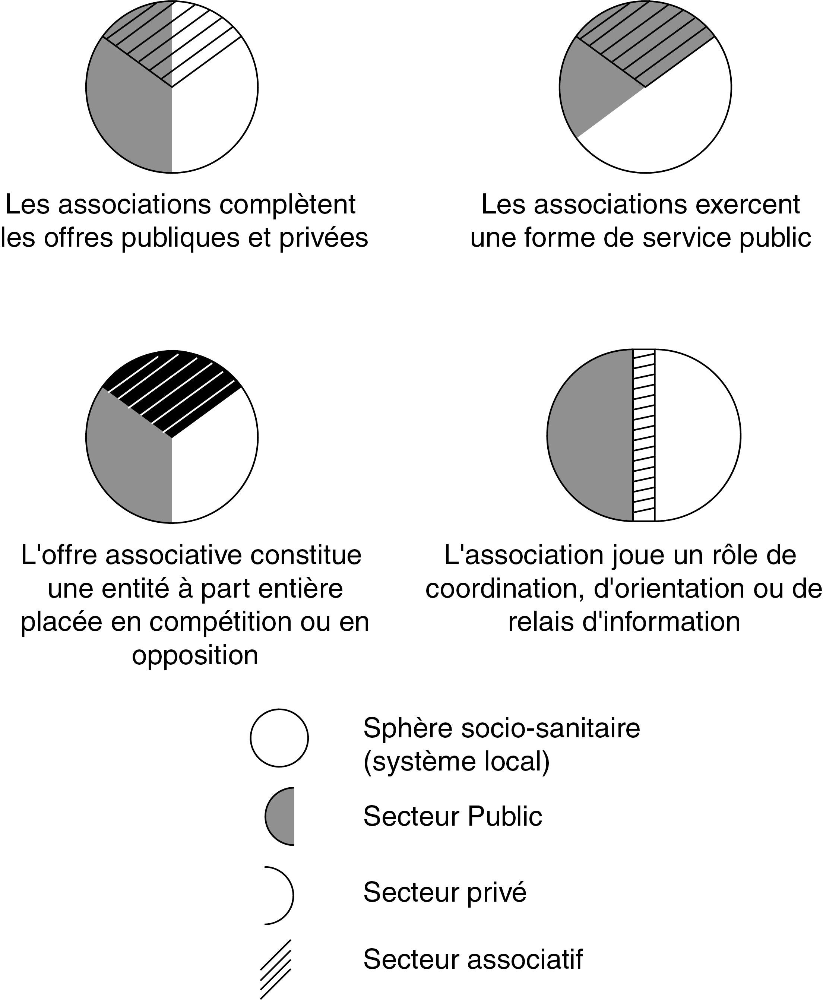 Les associations complètent
les offres publiques et privées
Les associations exercent
une forme de service public
L'offre associative constitue
une entité à part entière
placée en compétition ou en
opposition
L'association joue un rôle de
coordination, d'orientation ou de
relais d'information
Sphère socio-sanitaire
(système local)
Secteur Public
Secteur privé
Secteur associatif